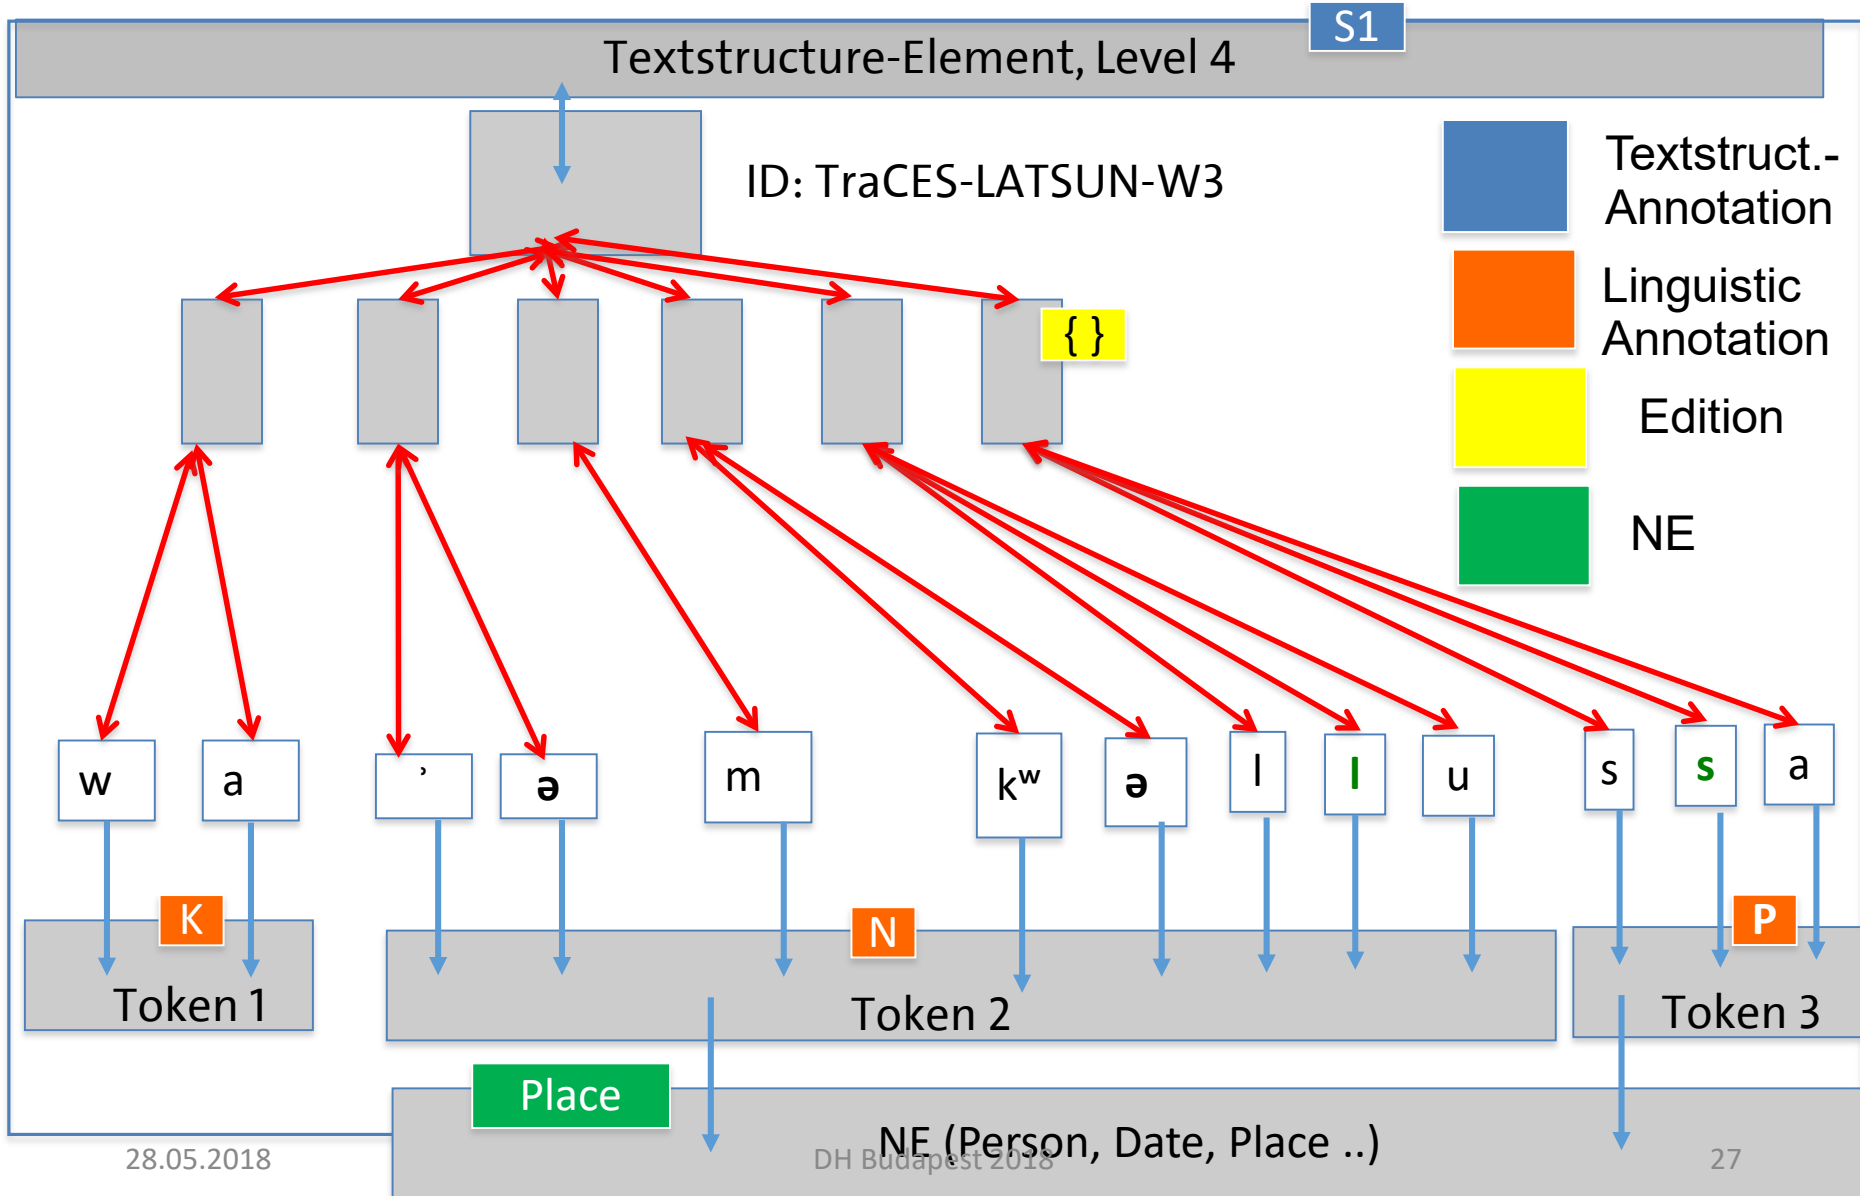 S1
Textstructure-Element, Level 4
ID: TraCES-LATSUN-W3
Textstruct.-
Annotation
Linguistic
Annotation
{ }
Edition
NE
w a ʾ ə m kʷ ə l l u s s a
K N P
Token 1 Token 2 Token 3
Place
NE (Person, Date, Place ..)
28.05.2018 DH Budapest 2018 27